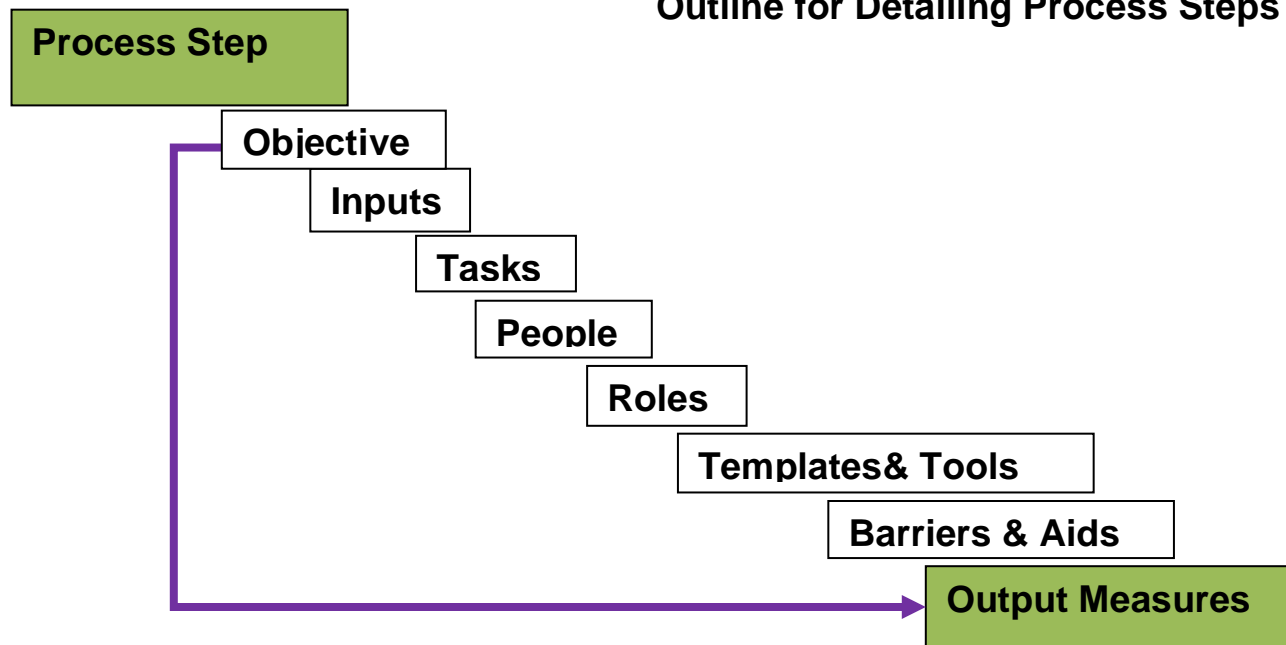 Outline for Detailing Process Steps
Process Step
Objective
Inputs
Tasks
People
Roles
Templates& Tools
Barriers & Aids
Output Measures